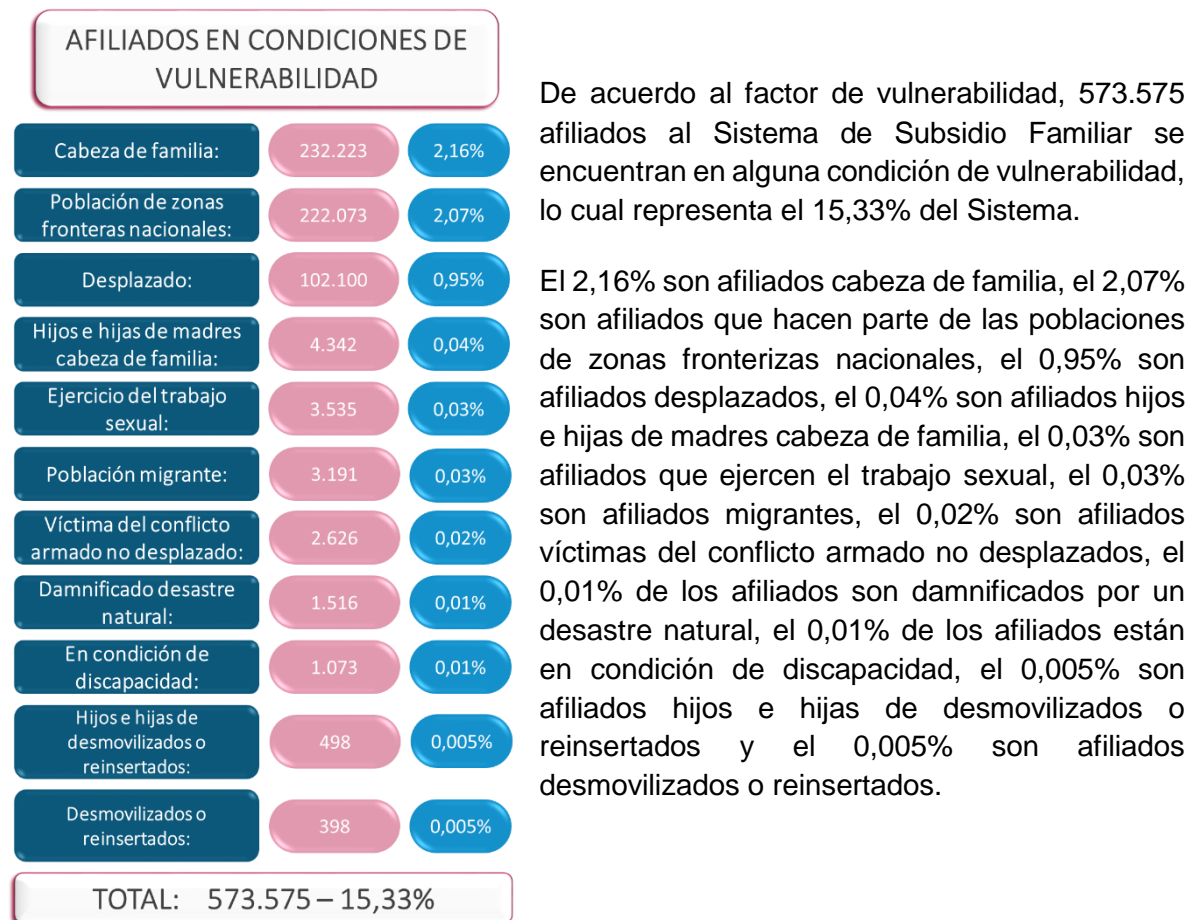 AFILIADOS EN CONDICIONES DE
VULNERABILIDAD
Cabeza de familia: 232.223 2,16%
Población de zonas
fronteras nacionales: 222.073 2,07%
Desplazado: 102.100 0,95%
Hijos e hijas de madres
cabeza de familia: 4.342 0,04%
Ejercicio del trabajo
sexual: 3.535 0,03%
Población migrante: 3.191 0,03%
Víctima del conflicto
armado no desplazado: 2.626 0,02%
Damnificado desastre
natural: 1.516 0,01%
En condición de
discapacidad: 1.073 0,01%
Hijos e hijas de
desmovilizados o
reinsertados: 498 0,005%
Desmovilizados o
reinsertados: 398 0,005%
TOTAL: 573.575 – 15,33%
De acuerdo al factor de vulnerabilidad, 573.575
afiliados al Sistema de Subsidio Familiar se
encuentran en alguna condición de vulnerabilidad,
lo cual representa el 15,33% del Sistema.
El 2,16% son afiliados cabeza de familia, el 2,07%
son afiliados que hacen parte de las poblaciones
de zonas fronterizas nacionales, el 0,95% son
afiliados desplazados, el 0,04% son afiliados hijos
e hijas de madres cabeza de familia, el 0,03% son
afiliados que ejercen el trabajo sexual, el 0,03%
son afiliados migrantes, el 0,02% son afiliados
víctimas del conflicto armado no desplazados, el
0,01% de los afiliados son damnificados por un
desastre natural, el 0,01% de los afiliados están
en condición de discapacidad, el 0,005% son
afiliados hijos e hijas de desmovilizados o
reinsertados y el 0,005% son afiliados
desmovilizados o reinsertados.